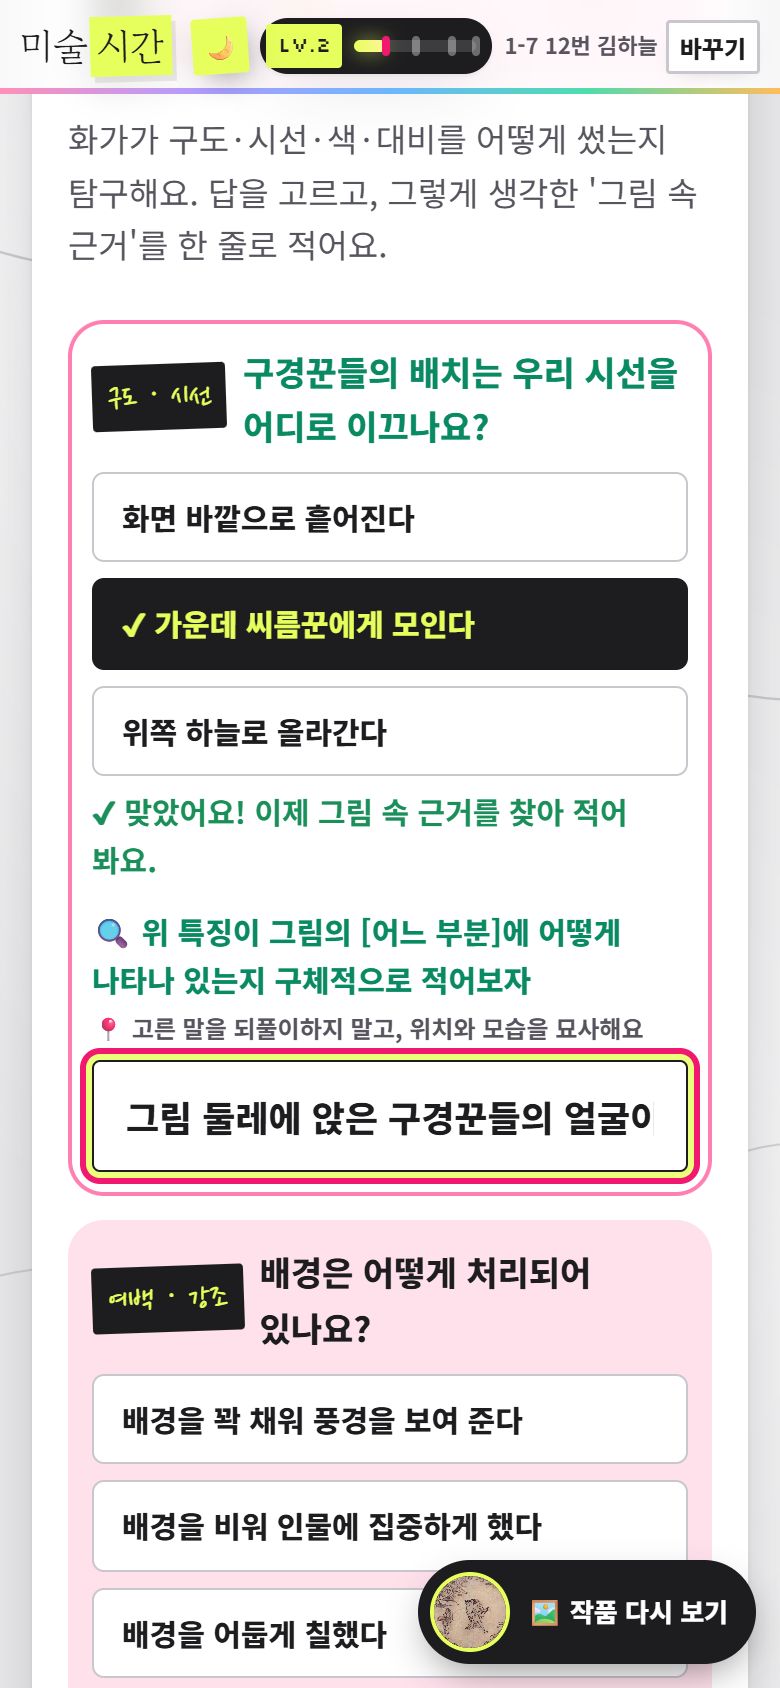 미술 시간 LV.2 1-7 12번 김하늘 바꾸기
화가가 구도·시선·색·대비를 어떻게 썼는지
탐구해요. 답을 고르고, 그렇게 생각한 '그림 속
근거'를 한 줄로 적어요.
구도 · 시선
구경꾼들의 배치는 우리 시선을
어디로 이끄나요?
화면 바깥으로 흩어진다
✔ 가운데 씨름꾼에게 모인다
위쪽 하늘로 올라간다
✔ 맞았어요! 이제 그림 속 근거를 찾아 적어
봐요.
🔍 위 특징이 그림의 [어느 부분]에 어떻게
나타나 있는지 구체적으로 적어보자
📍 고른 말을 되풀이하지 말고, 위치와 모습을 묘사해요
그림 둘레에 앉은 구경꾼들의
여백 · 강조
배경은 어떻게 처리되어
있나요?
배경을 꽉 채워 풍경을 보여 준다
배경을 비워 인물에 집중하게 했다
배경을 어둡게 칠했다
🖼️ 작품 다시 보기